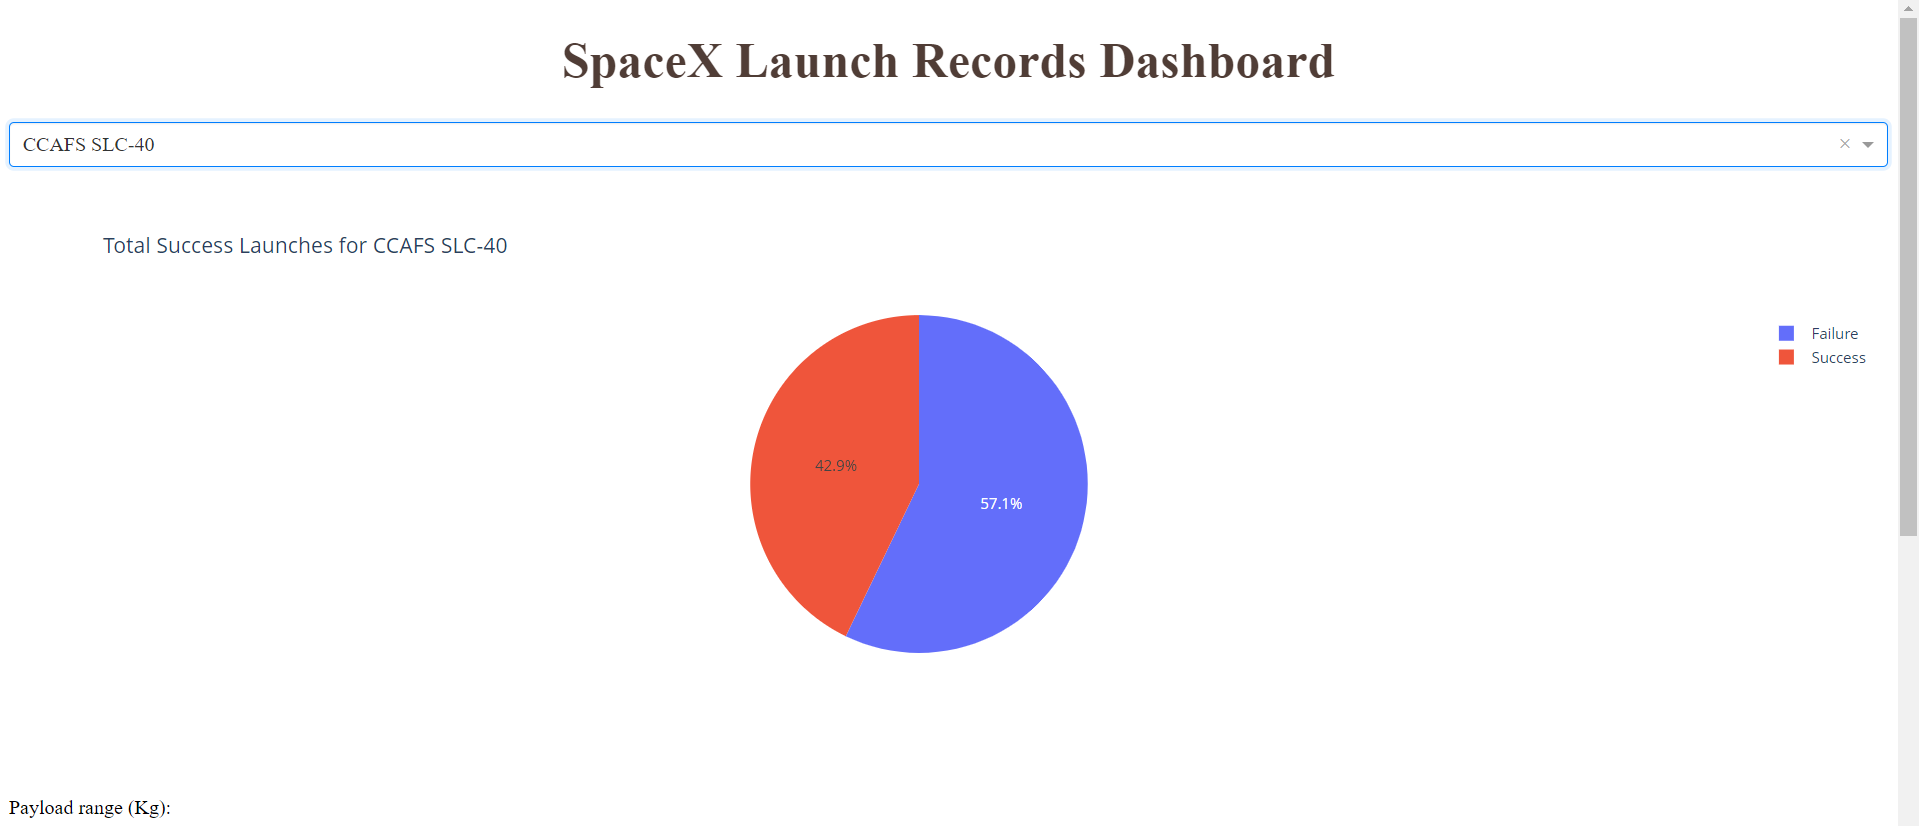 SpaceX Launch Records Dashboard
CCAFS SLC-40
Total Success Launches for CCAFS SLC-40
Failure
Success
42.9%
57.1%
Payload range (Kg):